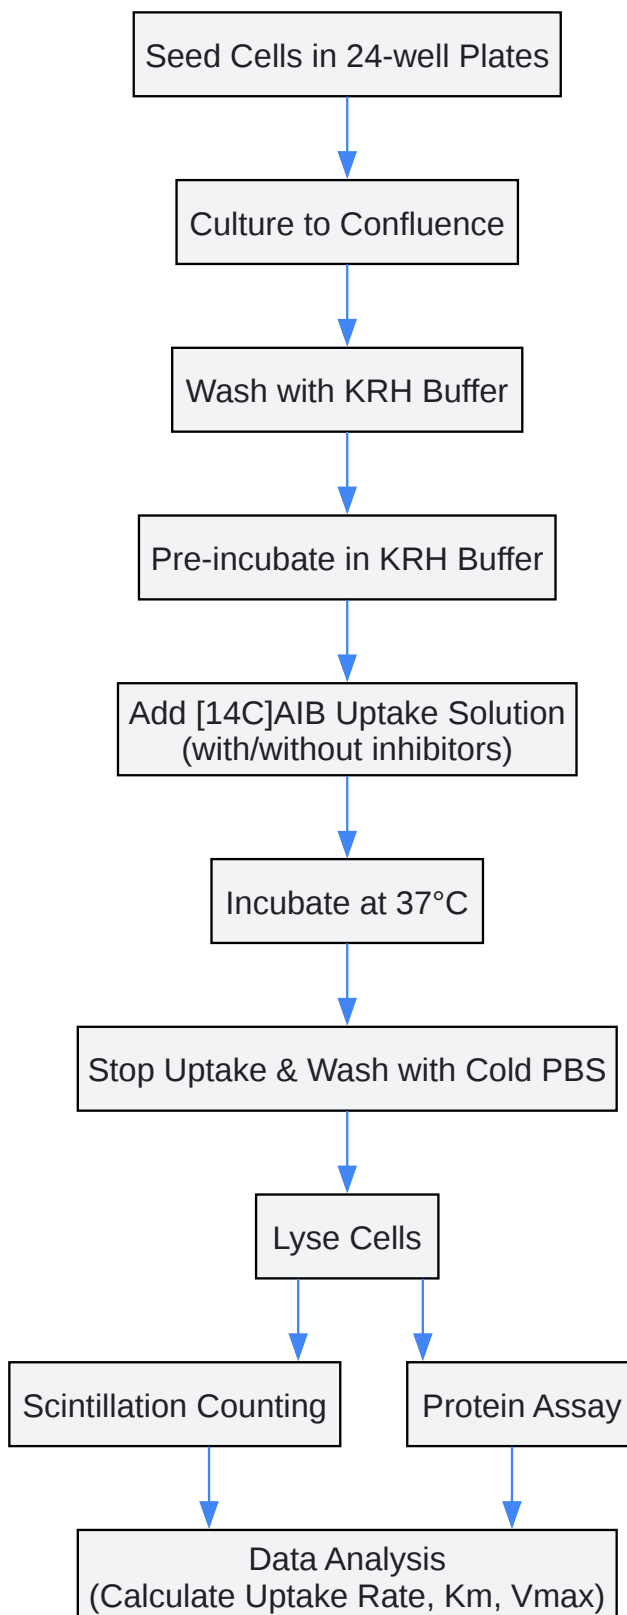 Seed Cells in 24-well Plates
Culture to Confluence
Wash with KRH Buffer
Pre-incubate in KRH Buffer
Add [14C]AIB Uptake Solution
(with/without inhibitors)
Incubate at 37°C
Stop Uptake & Wash with Cold PBS
Lyse Cells
Scintillation Counting
Protein Assay
Data Analysis
(Calculate Uptake Rate, Km, Vmax)